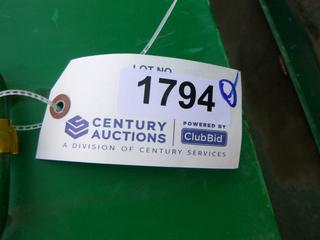 LOT NO.
1794
CENTURY
AUCTIONS
A DIVISION OF CENTURY SERVICES
POWERED BY
ClubBid